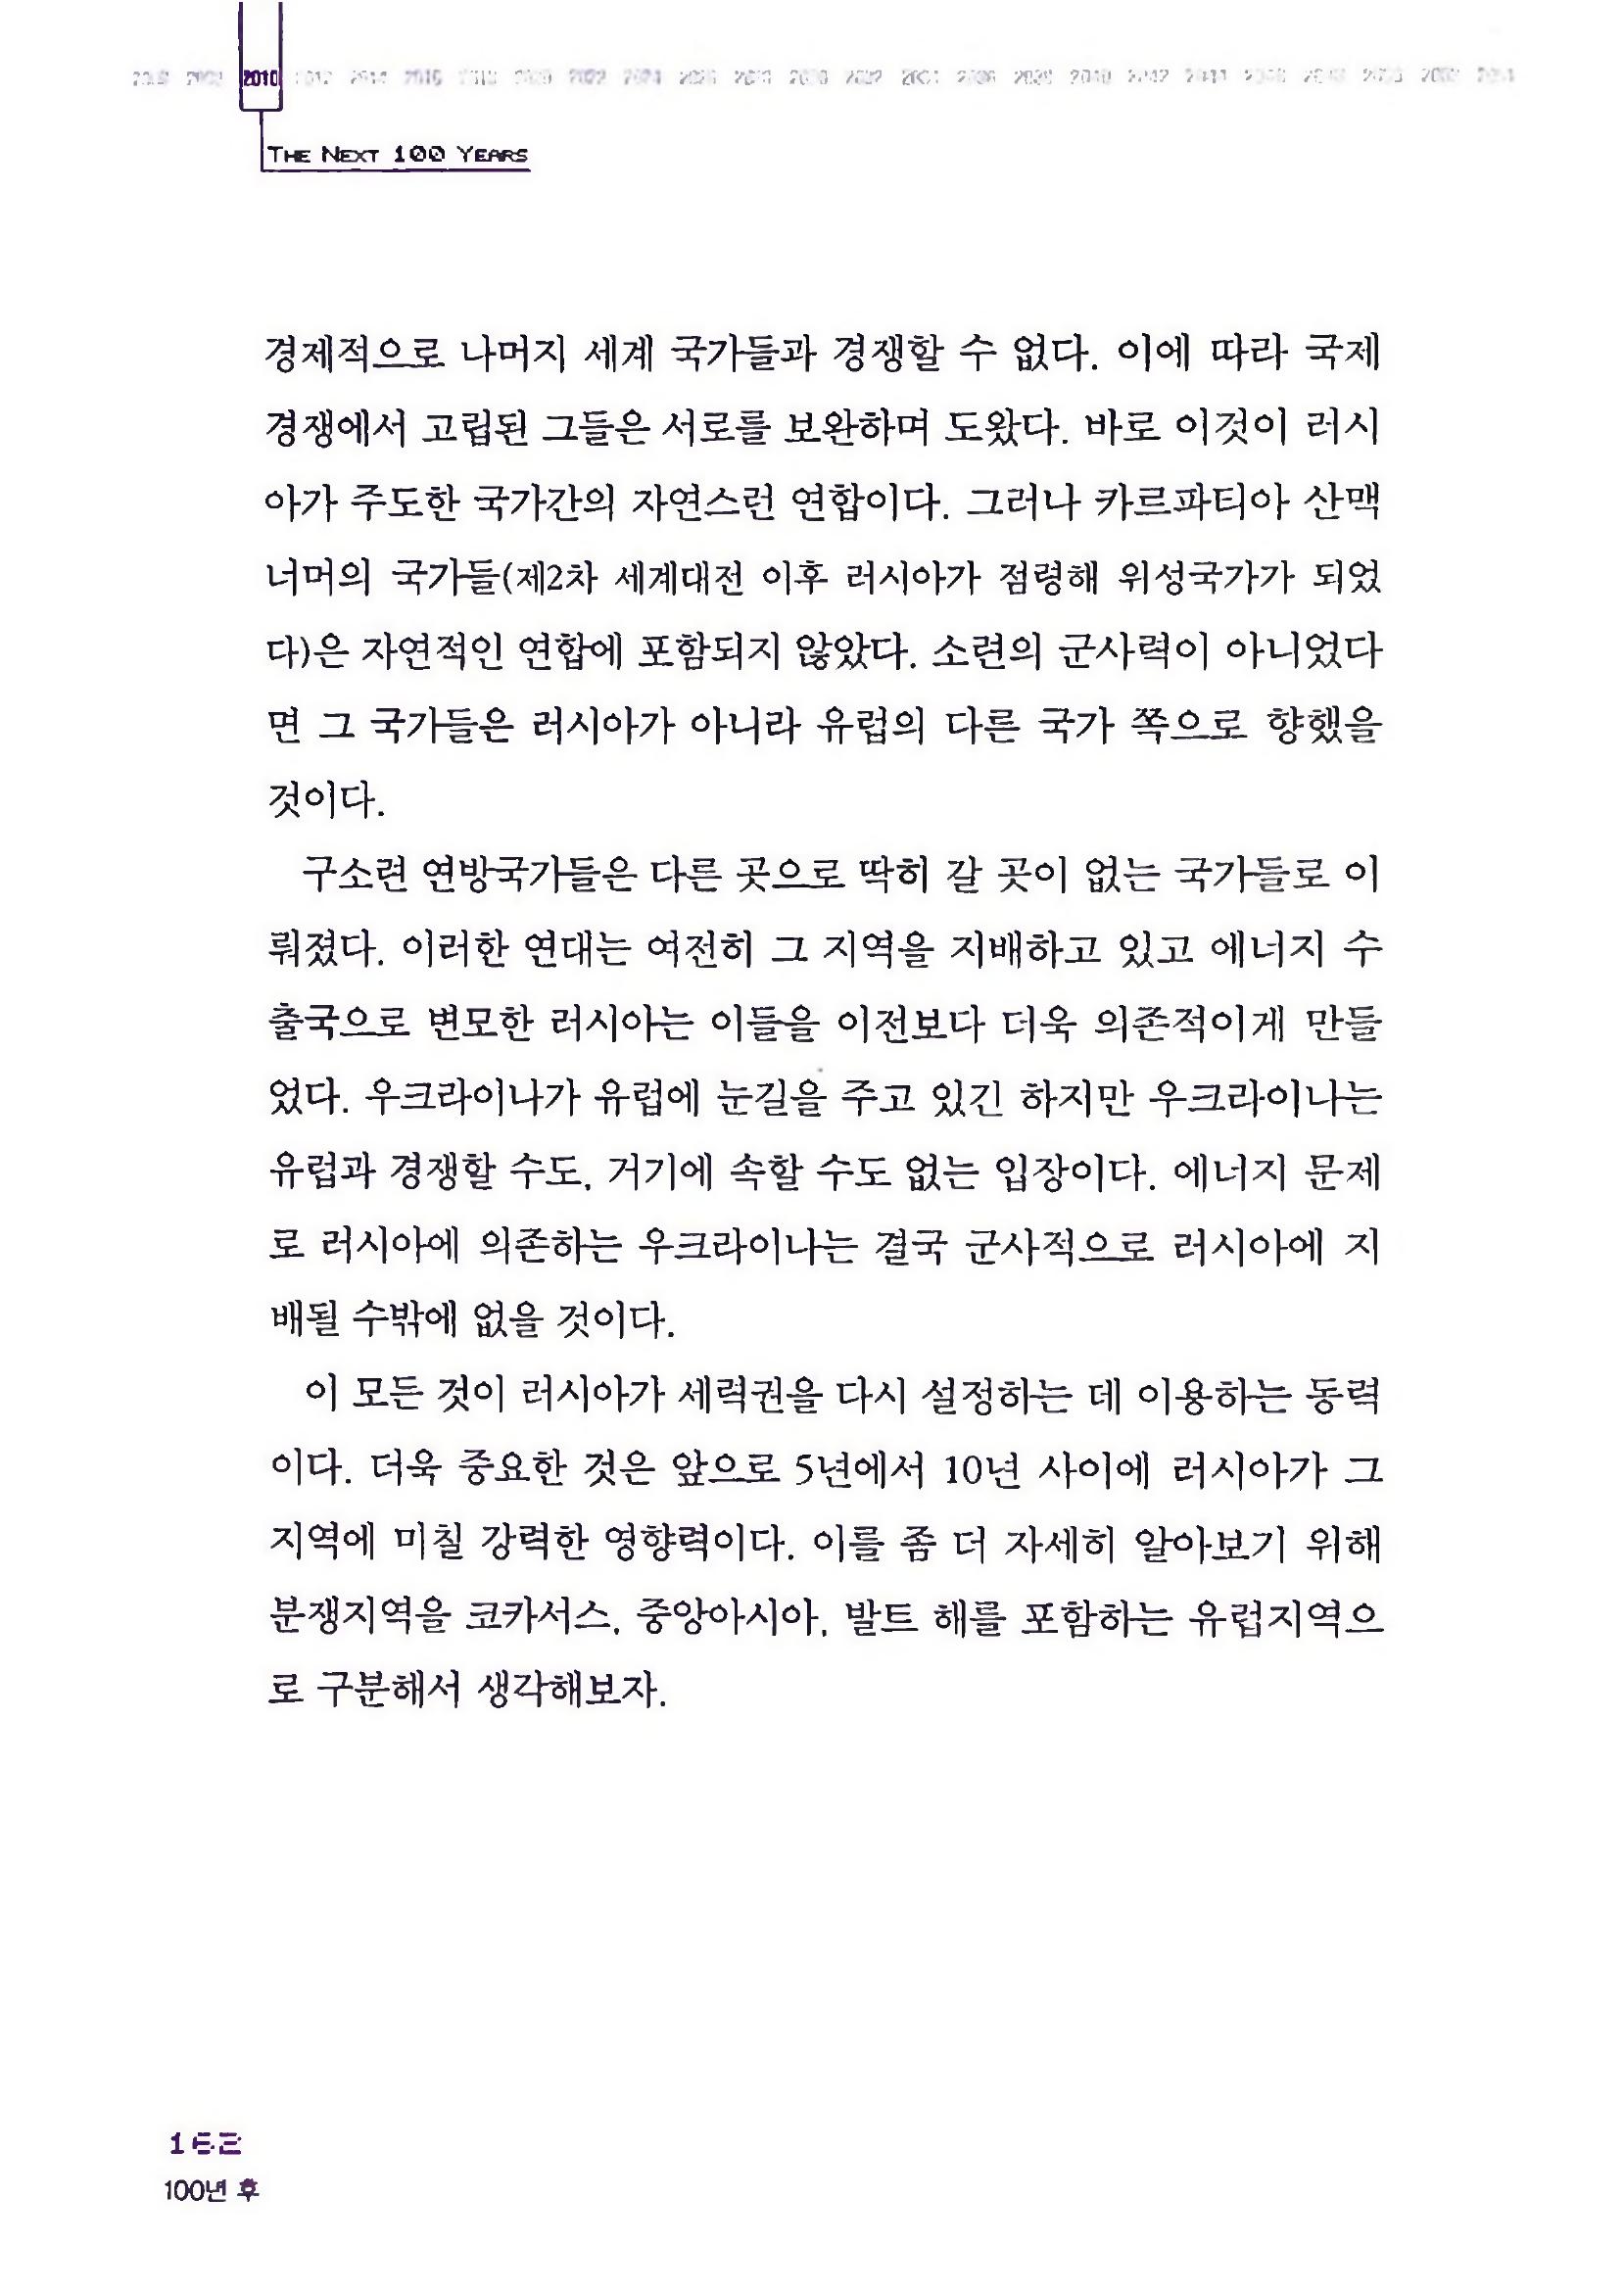 2010
THE NEXT 100 YEARS
경제적으로 나머지 세계 국가들과 경쟁할 수 없다. 이에 따라 국제
경쟁에서 고립된 그들은 서로를 보완하며 도왔다. 바로 이것이 러시
아가 주도한 국가간의 자연스런 연합이다. 그러나 카르파티아 산맥
너머의 국가들(제2차 세계대전 이후 러시아가 점령해 위성국가가 되었
다)은 자연적인 연합에 포함되지 않았다. 소련의 군사력이 아니었다
면 그 국가들은 러시아가 아니라 유럽의 다른 국가 쪽으로 향했을
것이다.
구소련 연방국가들은 다른 곳으로 딱히 갈 곳이 없는 국가들로 이
뤄졌다. 이러한 연대는 여전히 그 지역을 지배하고 있고 에너지 수
출국으로 변모한 러시아는 이들을 이전보다 더욱 의존적이게 만들
었다. 우크라이나가 유럽에 눈길을 주고 있긴 하지만 우크라이나는
유럽과 경쟁할 수도, 거기에 속할 수도 없는 입장이다. 에너지 문제
로 러시아에 의존하는 우크라이나는 결국 군사적으로 러시아에 지
배될 수밖에 없을 것이다.
이 모든 것이 러시아가 세력권을 다시 설정하는 데 이용하는 동력
이다. 더욱 중요한 것은 앞으로 5년에서 10년 사이에 러시아가 그
지역에 미칠 강력한 영향력이다. 이를 좀 더 자세히 알아보기 위해
분쟁지역을 코카서스, 중앙아시아, 발트 해를 포함하는 유럽지역으
로 구분해서 생각해보자.
100년 후